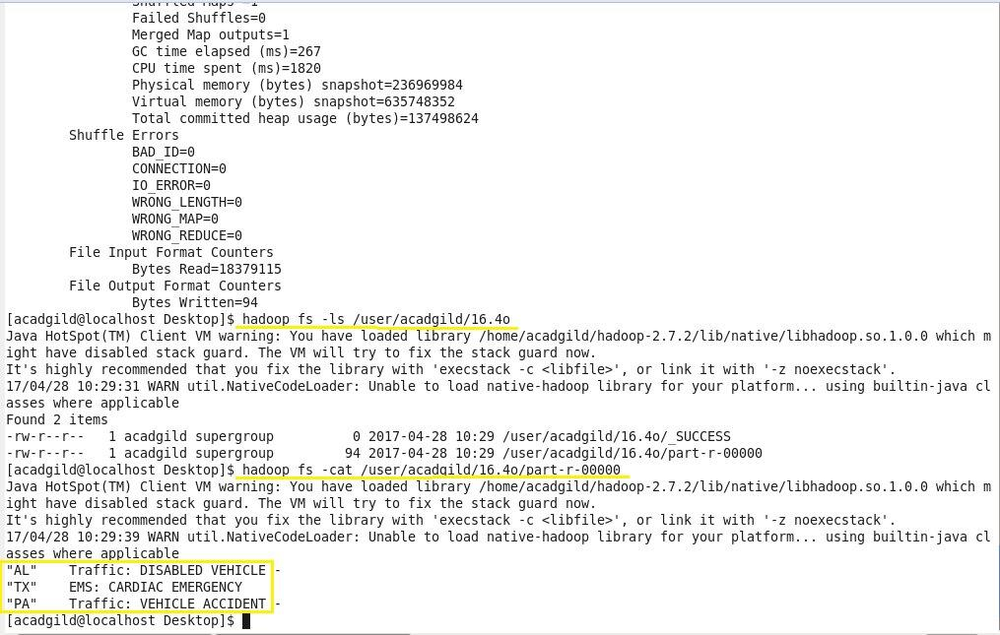 Shuffled Maps =1
Failed Shuffles=0
Merged Map outputs=1
GC time elapsed (ms)=267
CPU time spent (ms)=1820
Physical memory (bytes) snapshot=236969984
Virtual memory (bytes) snapshot=635748352
Total committed heap usage (bytes)=137498624
Shuffle Errors
BAD_ID=0
CONNECTION=0
IO_ERROR=0
WRONG_LENGTH=0
WRONG_MAP=0
WRONG_REDUCE=0
File Input Format Counters
Bytes Read=18379115
File Output Format Counters
Bytes Written=94
[acadgild@localhost Desktop]$ hadoop fs -ls /user/acadgild/16.4o
Java HotSpot(TM) Client VM warning: You have loaded library /home/acadgild/hadoop-2.7.2/lib/native/libhadoop.so.1.0.0 which m
ight have disabled stack guard. The VM will try to fix the stack guard now.
It's highly recommended that you fix the library with 'execstack -c <libfile>', or link it with '-z noexecstack'.
17/04/28 10:29:31 WARN util.NativeCodeLoader: Unable to load native-hadoop library for your platform... using builtin-java cl
asses where applicable
Found 2 items
-rw-r--r--   1 acadgild supergroup          0 2017-04-28 10:29 /user/acadgild/16.4o/_SUCCESS
-rw-r--r--   1 acadgild supergroup         94 2017-04-28 10:29 /user/acadgild/16.4o/part-r-00000
[acadgild@localhost Desktop]$ hadoop fs -cat /user/acadgild/16.4o/part-r-00000
Java HotSpot(TM) Client VM warning: You have loaded library /home/acadgild/hadoop-2.7.2/lib/native/libhadoop.so.1.0.0 which m
ight have disabled stack guard. The VM will try to fix the stack guard now.
It's highly recommended that you fix the library with 'execstack -c <libfile>', or link it with '-z noexecstack'.
17/04/28 10:29:39 WARN util.NativeCodeLoader: Unable to load native-hadoop library for your platform... using builtin-java cl
asses where applicable
"AL"    Traffic: DISABLED VEHICLE -
"TX"    EMS: CARDIAC EMERGENCY
"PA"    Traffic: VEHICLE ACCIDENT -
[acadgild@localhost Desktop]$